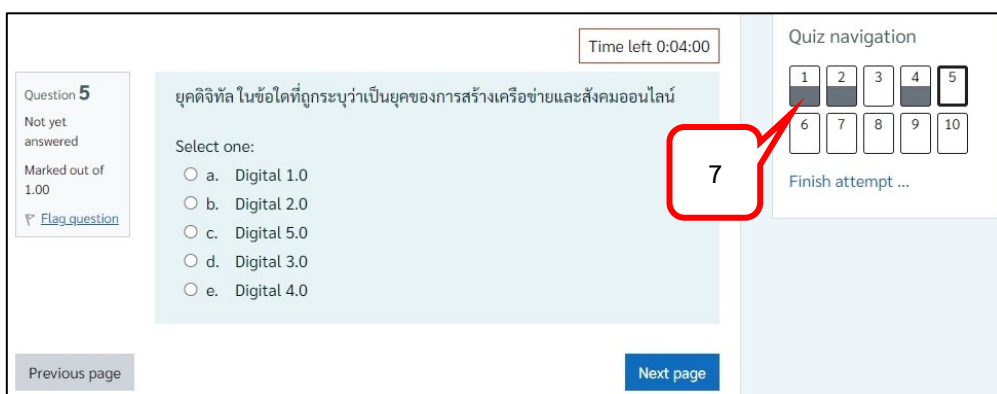 Time left 0:04:00
Question 5
Not yet
answered
Marked out of
1.00
Flag question
ยุคดิจิทัล ในข้อใดที่ถูกระบุว่าเป็นยุคของการสร้างเครือข่ายและสังคมออนไลน์
Select one:
a. Digital 1.0
b. Digital 2.0
c. Digital 5.0
d. Digital 3.0
e. Digital 4.0
Previous page
Next page
7
Quiz navigation
1 2 3 4 5
6 7 8 9 10
Finish attempt ...